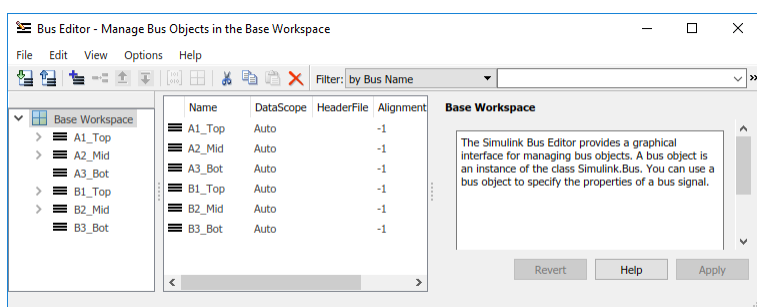 Bus Editor - Manage Bus Objects in the Base Workspace
File Edit View Options Help
Filter: by Bus Name
Base Workspace
A1_Top
A2_Mid
A3_Bot
B1_Top
B2_Mid
B3_Bot
Name DataScope HeaderFile Alignment
A1_Top Auto -1
A2_Mid Auto -1
A3_Bot Auto -1
B1_Top Auto -1
B2_Mid Auto -1
B3_Bot Auto -1
Base Workspace
The Simulink Bus Editor provides a graphical
interface for managing bus objects. A bus object is
an instance of the class Simulink.Bus. You can use a
bus object to specify the properties of a bus signal.
Revert Help Apply